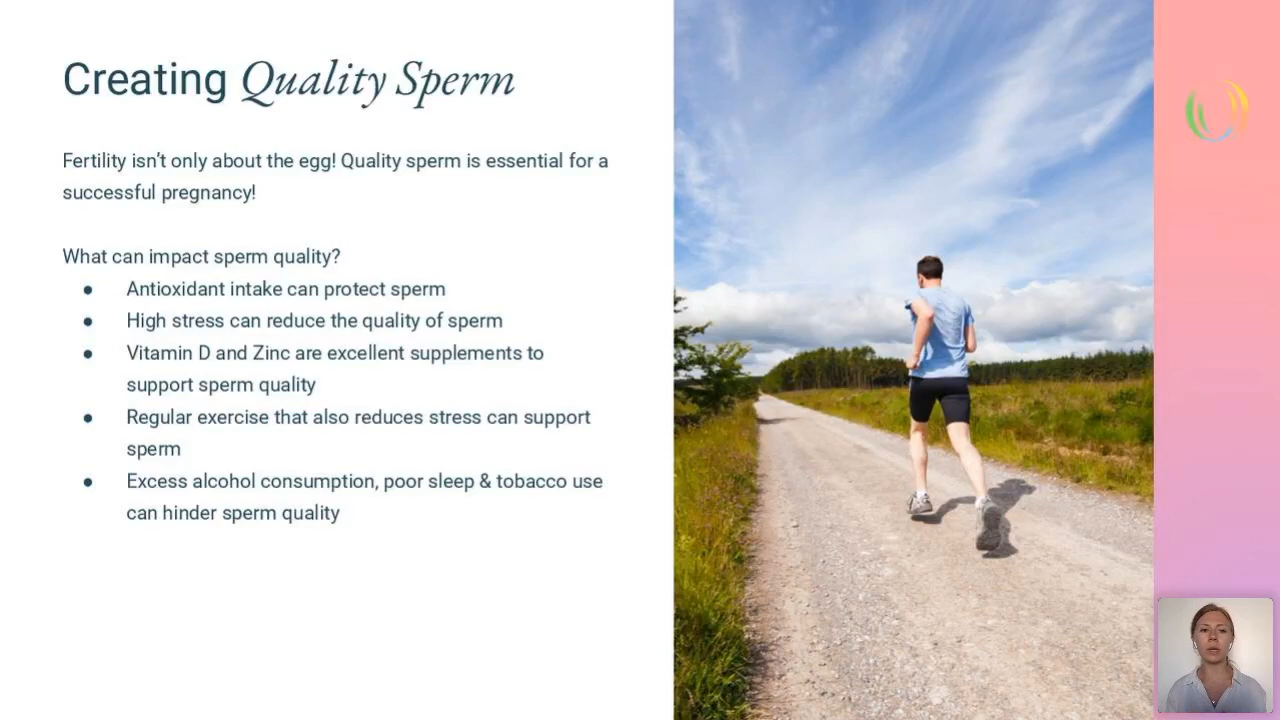 Creating Quality Sperm
Fertility isn’t only about the egg! Quality sperm is essential for a
successful pregnancy!
What can impact sperm quality?
● Antioxidant intake can protect sperm
● High stress can reduce the quality of sperm
● Vitamin D and Zinc are excellent supplements to
support sperm quality
● Regular exercise that also reduces stress can support
sperm
● Excess alcohol consumption, poor sleep & tobacco use
can hinder sperm quality